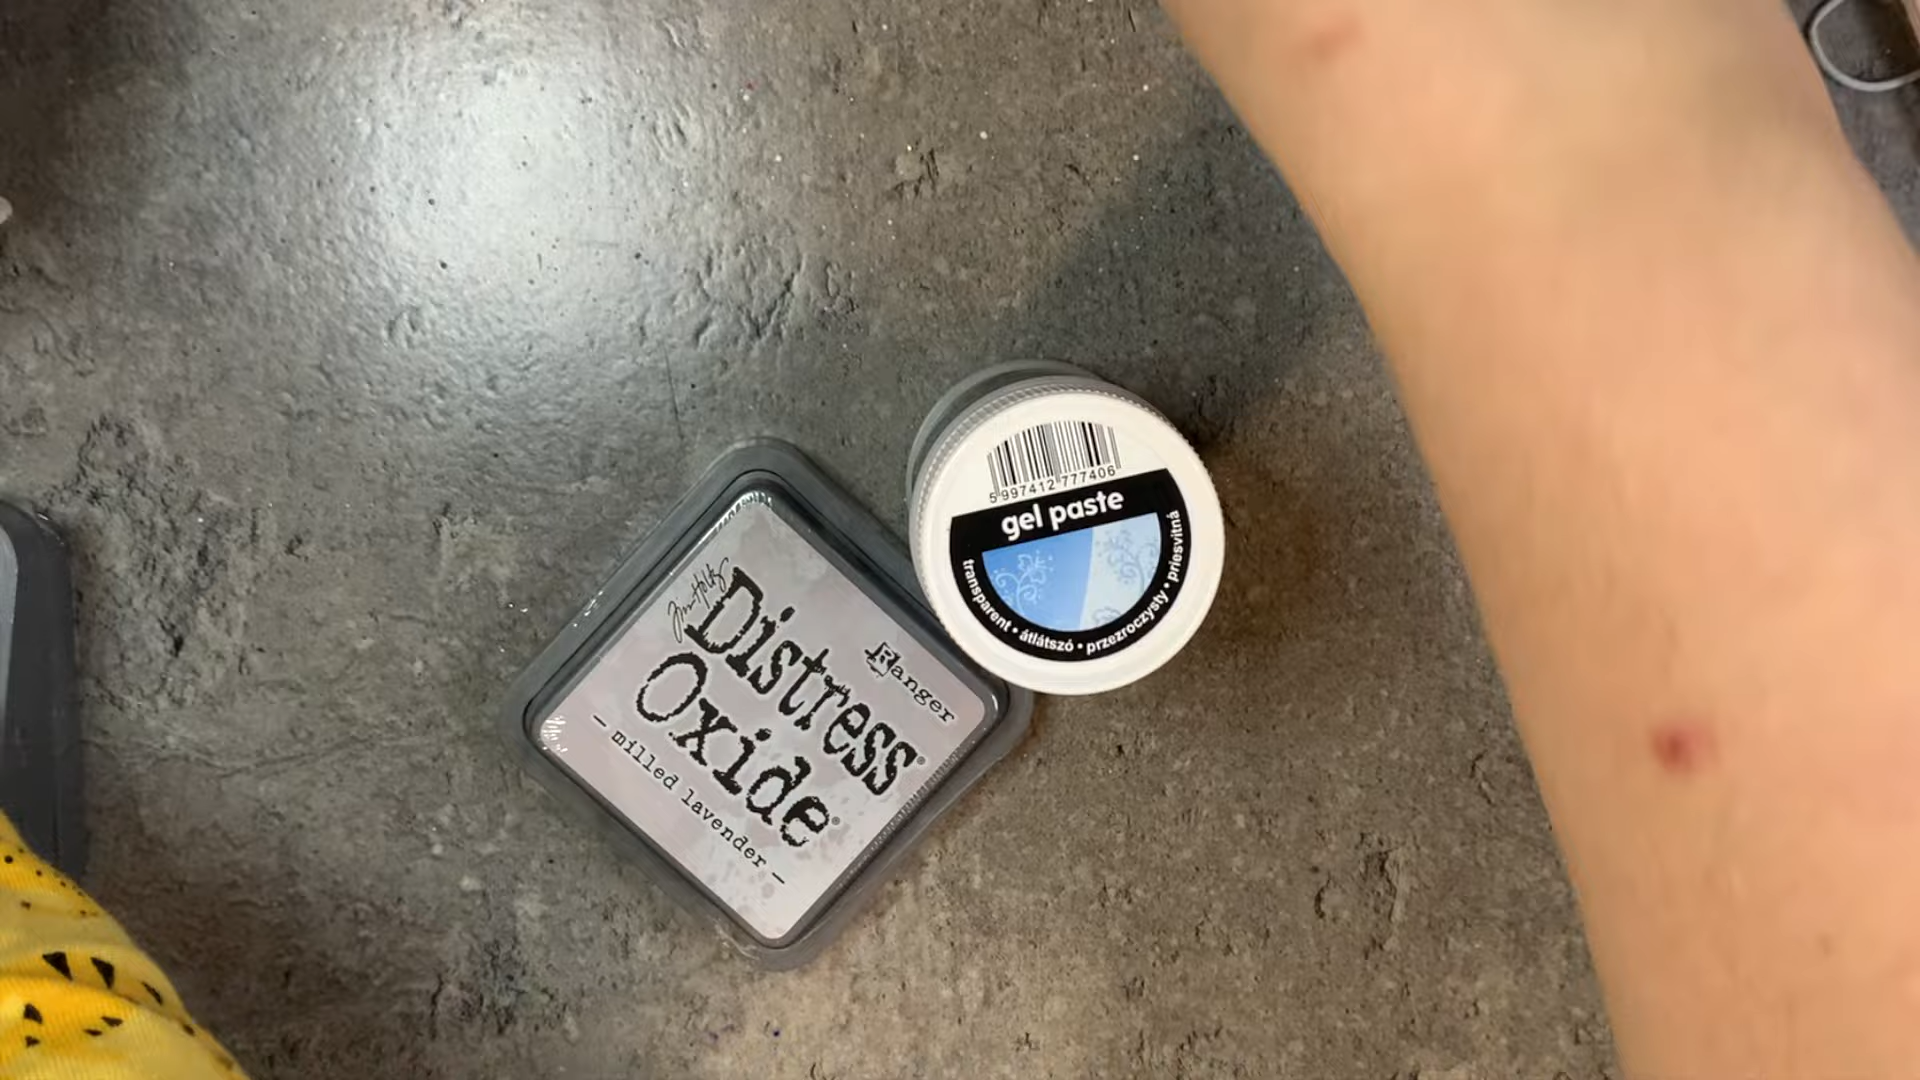 5 997412 777406
gel paste
transparent • átlátszó • przezroczysty • priesvitná
Tim Holtz
Distress®
Oxide®
Ranger
— milled lavender —